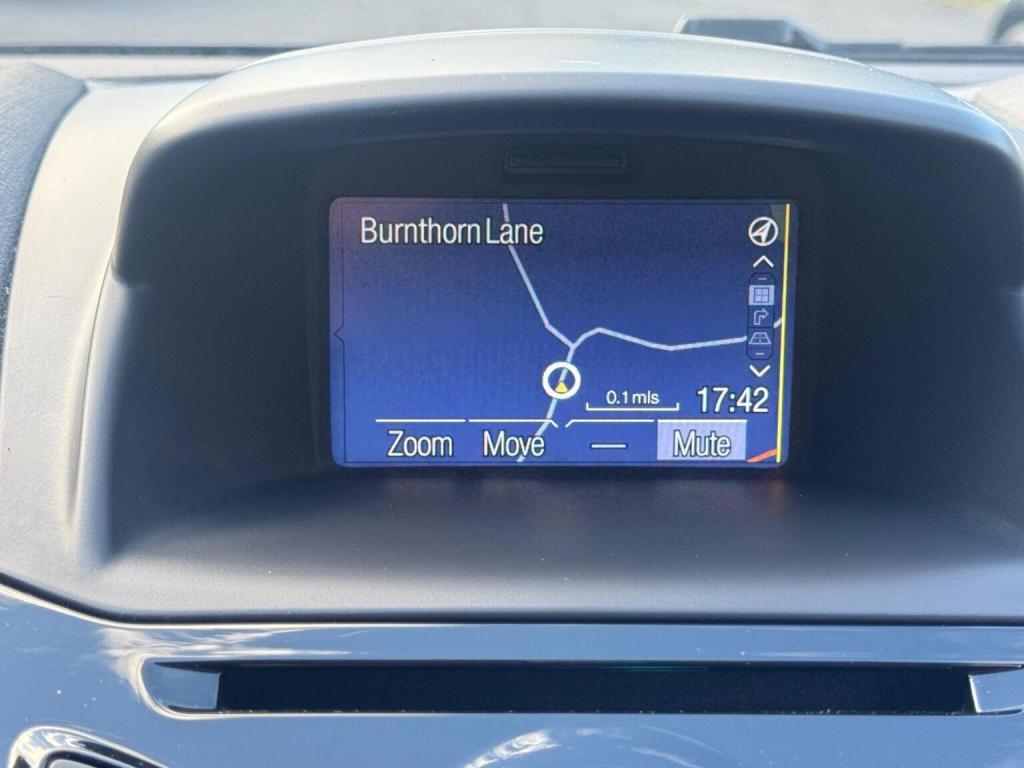 Burnthorn Lane
0.1 mls
17:42
Zoom Move — Mute